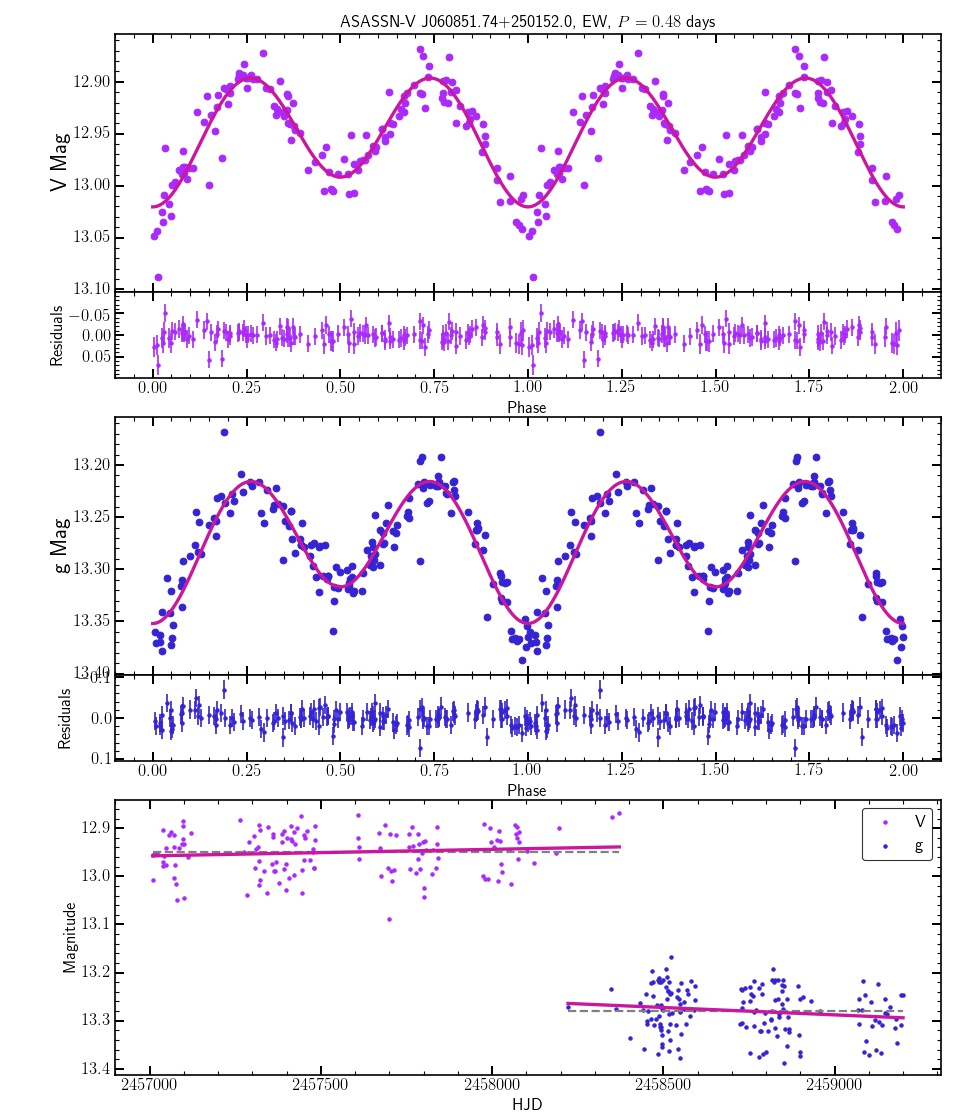 ASASSN-V J060851.74+250152.0, EW, P = 0.48 days
12.90
12.95
13.00
13.05
13.10
V Mag
−0.05
0.00
0.05
Residuals
0.00 0.25 0.50 0.75 1.00 1.25 1.50 1.75 2.00
Phase
13.20
13.25
13.30
13.35
13.40
g Mag
0.1
0.0
0.1
Residuals
0.00 0.25 0.50 0.75 1.00 1.25 1.50 1.75 2.00
Phase
12.9
13.0
13.1
13.2
13.3
13.4
Magnitude
V
g
2457000 2457500 2458000 2458500 2459000
HJD